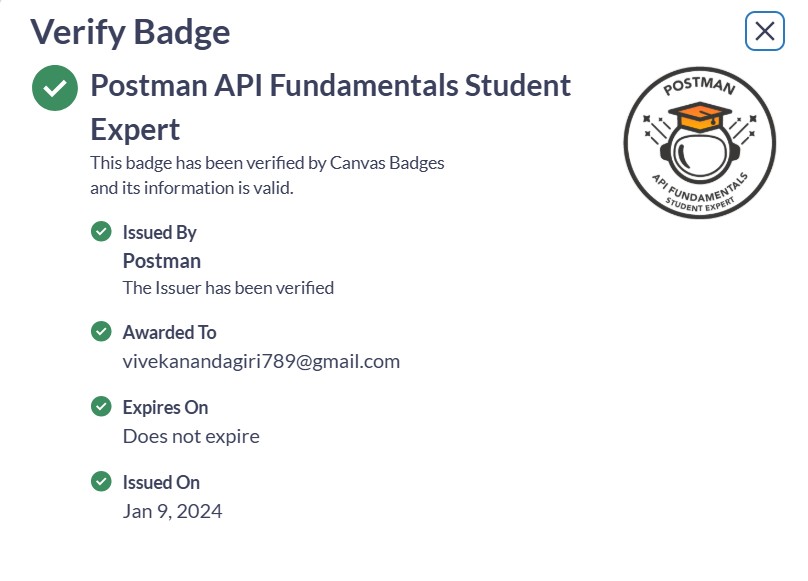 Verify Badge
Postman API Fundamentals Student
Expert
This badge has been verified by Canvas Badges
and its information is valid.
Issued By
Postman
The Issuer has been verified
Awarded To
vivekanandagiri789@gmail.com
Expires On
Does not expire
Issued On
Jan 9, 2024
POSTMAN
API FUNDAMENTALS
STUDENT EXPERT